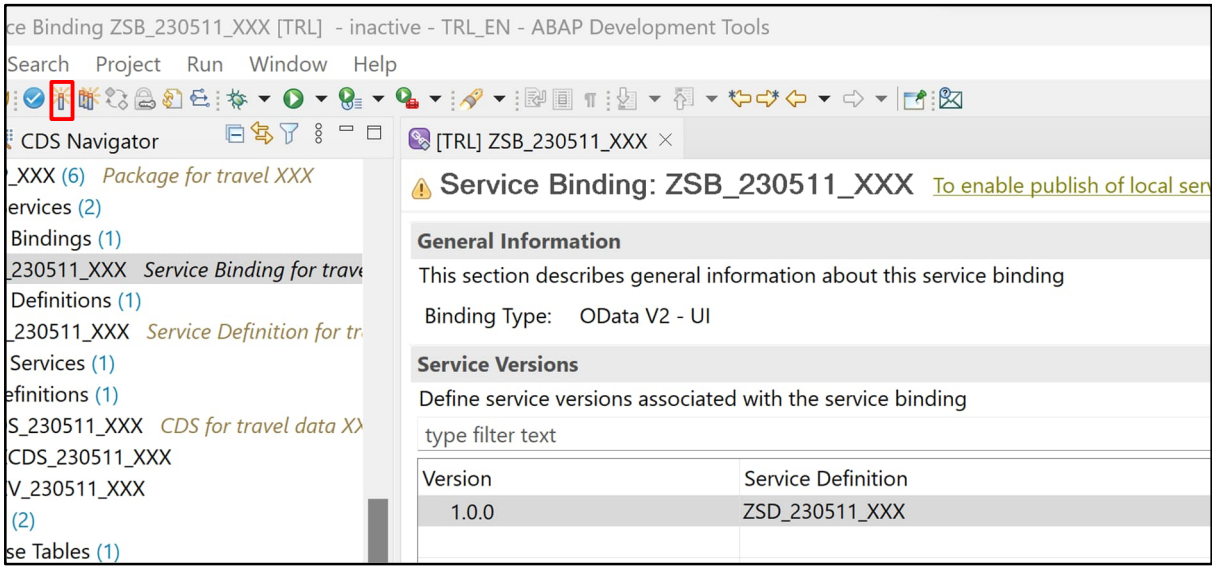 ce Binding ZSB_230511_XXX [TRL] - inactive - TRL_EN - ABAP Development Tools
Search Project Run Window Help
CDS Navigator
_XXX (6) Package for travel XXX
ervices (2)
Bindings (1)
_230511_XXX Service Binding for trave
Definitions (1)
_230511_XXX Service Definition for tr
Services (1)
efinitions (1)
S_230511_XXX CDS for travel data XX
CDS_230511_XXX
V_230511_XXX
(2)
se Tables (1)
[TRL] ZSB_230511_XXX
Service Binding: ZSB_230511_XXX To enable publish of local serv
General Information
This section describes general information about this service binding
Binding Type: OData V2 - UI
Service Versions
Define service versions associated with the service binding
type filter text
Version Service Definition
1.0.0 ZSD_230511_XXX